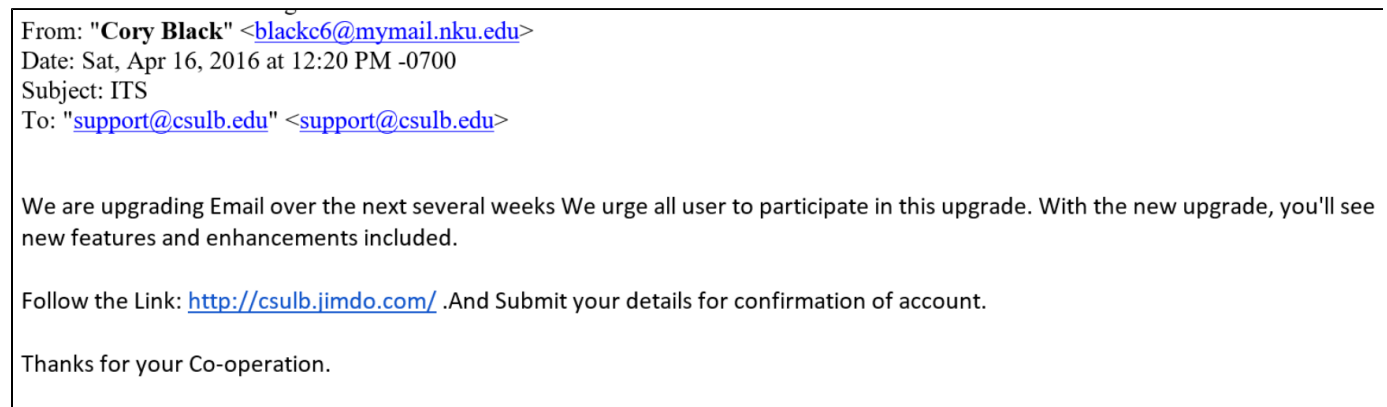 From: "Cory Black" <blackc6@mymail.nku.edu>
Date: Sat, Apr 16, 2016 at 12:20 PM -0700
Subject: ITS
To: "support@csulb.edu" <support@csulb.edu>
We are upgrading Email over the next several weeks We urge all user to participate in this upgrade. With the new upgrade, you'll see
new features and enhancements included.
Follow the Link: http://csulb.jimdo.com/ .And Submit your details for confirmation of account.
Thanks for your Co-operation.